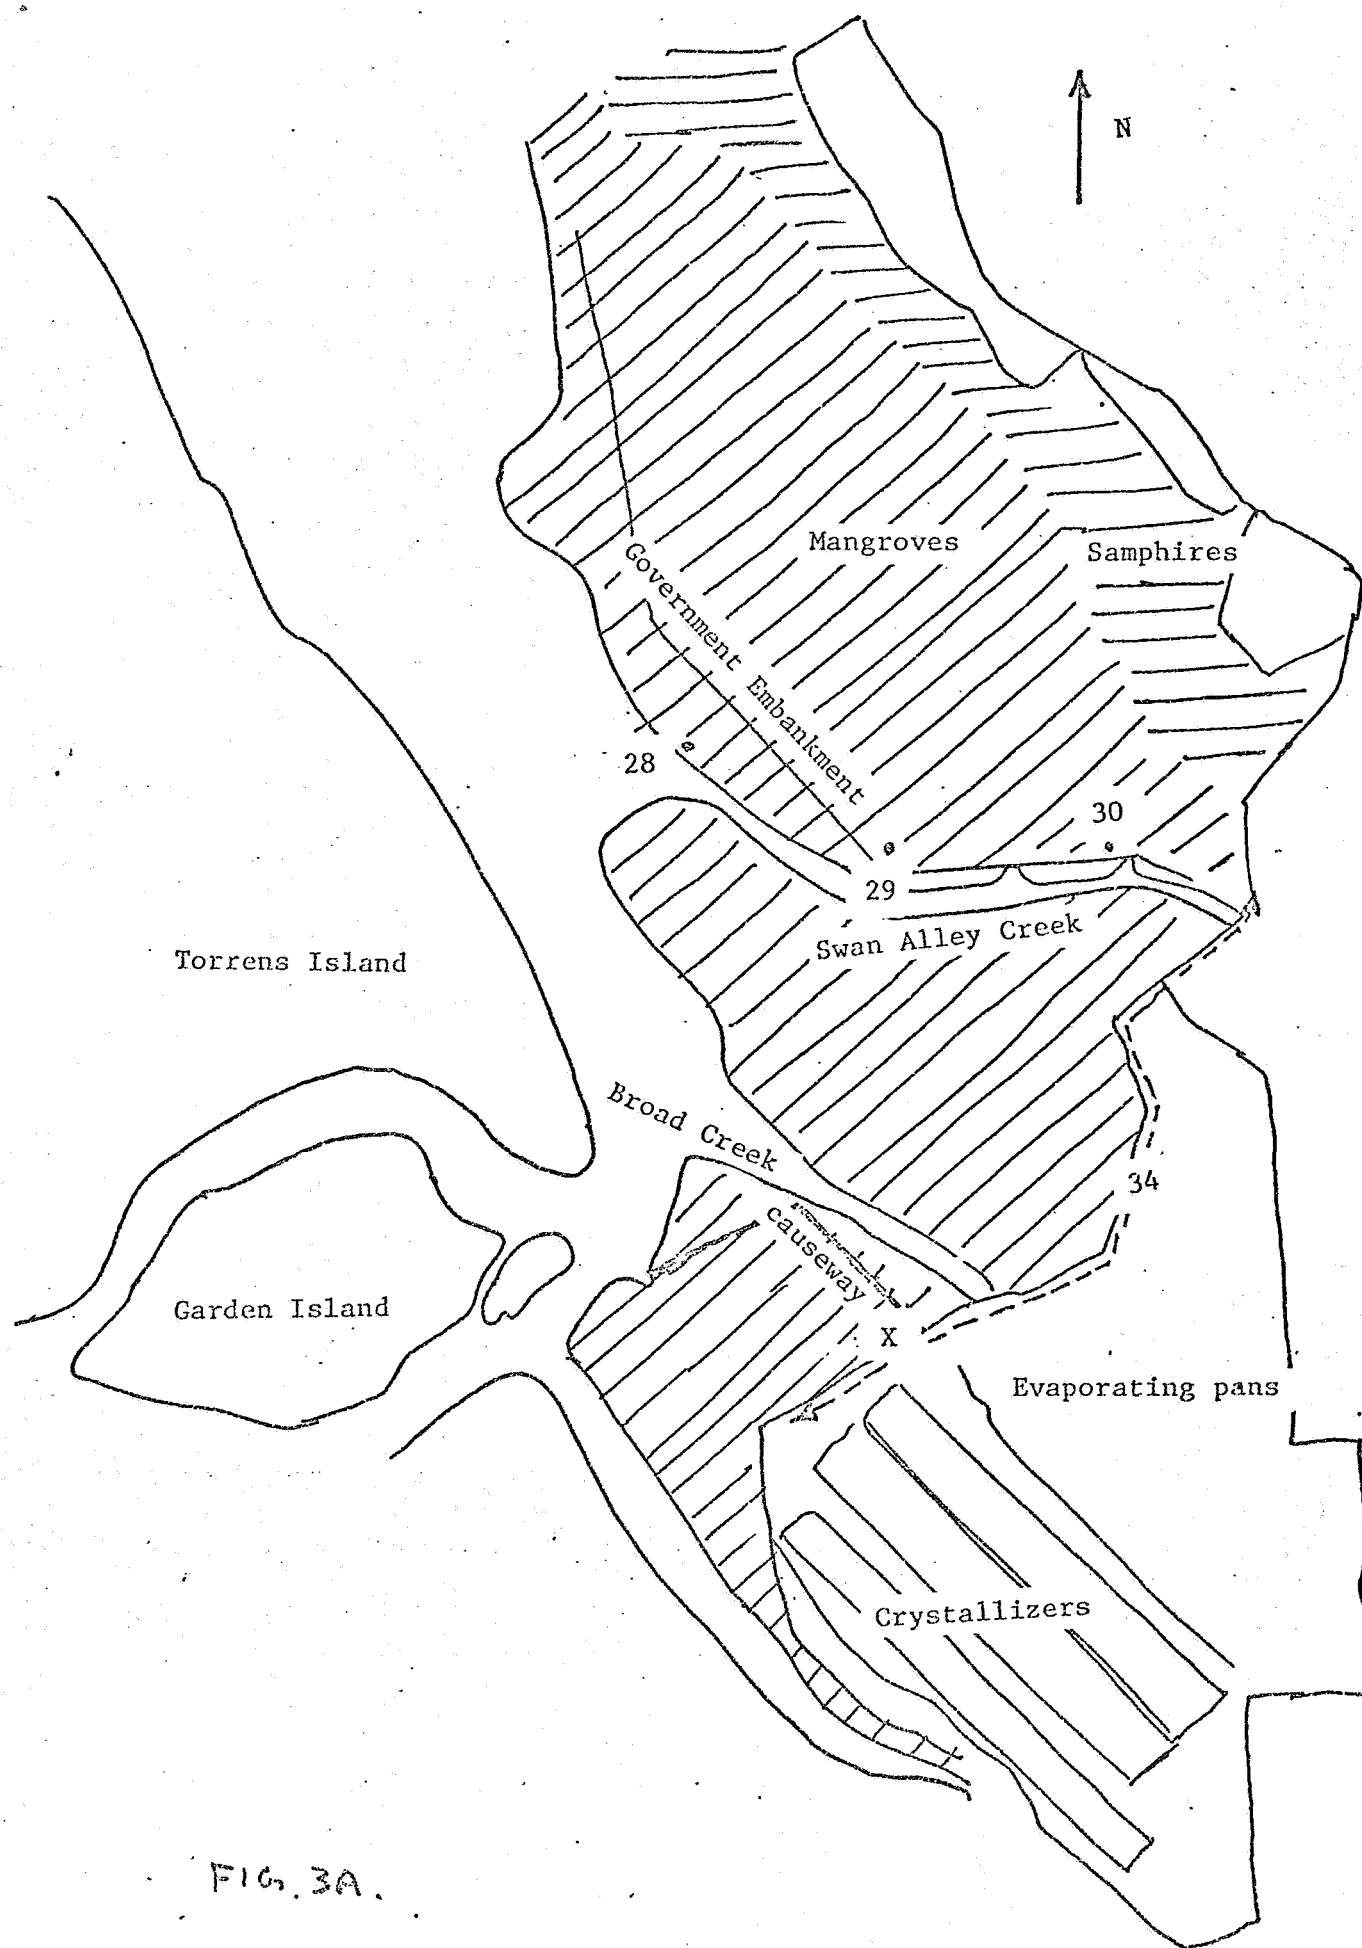 N
Mangroves
Samphires
Government Embankment
28
30
29
Swan Alley Creek
Torrens Island
Broad Creek
34
causeway
Garden Island
X
Evaporating pans
Crystallizers
FIG. 3A.